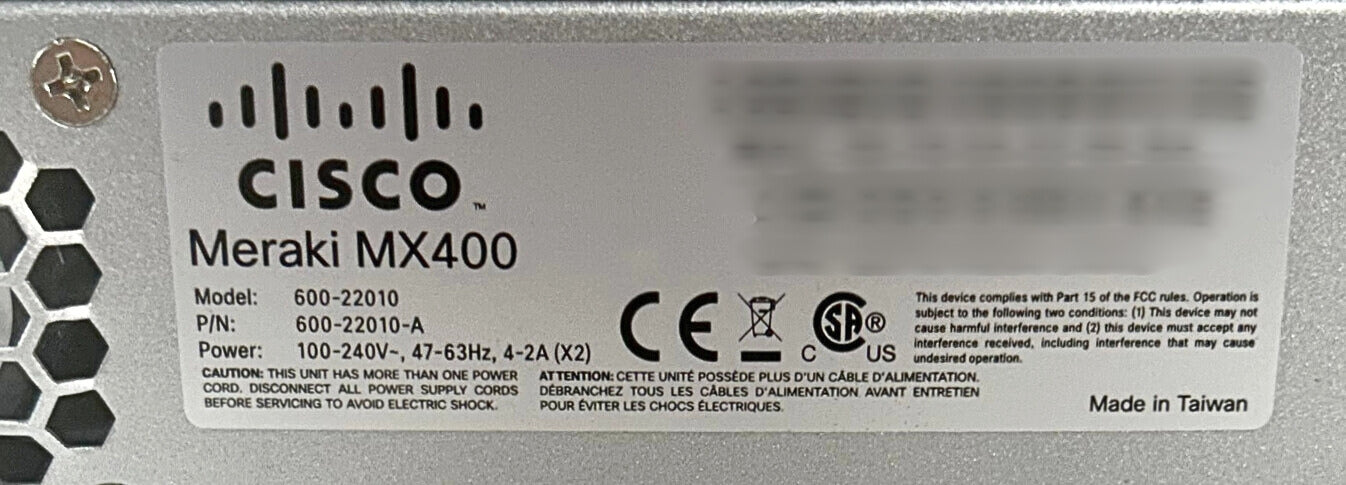 CISCO™
Meraki MX400
Model: 600-22010
P/N: 600-22010-A
Power: 100-240V~, 47-63Hz, 4-2A (X2)
CAUTION: THIS UNIT HAS MORE THAN ONE POWER
CORD. DISCONNECT ALL POWER SUPPLY CORDS
BEFORE SERVICING TO AVOID ELECTRIC SHOCK.
ATTENTION: CETTE UNITÉ POSSÈDE PLUS D'UN CÂBLE D'ALIMENTATION.
DÉBRANCHEZ TOUS LES CÂBLES D'ALIMENTATION AVANT ENTRETIEN
POUR ÉVITER LES CHOCS ÉLECTRIQUES.
CE
C SA ® US
This device complies with Part 15 of the FCC rules. Operation is
subject to the following two conditions: (1) This device may not
cause harmful interference and (2) this device must accept any
interference received, including interference that may cause
undesired operation.
Made in Taiwan